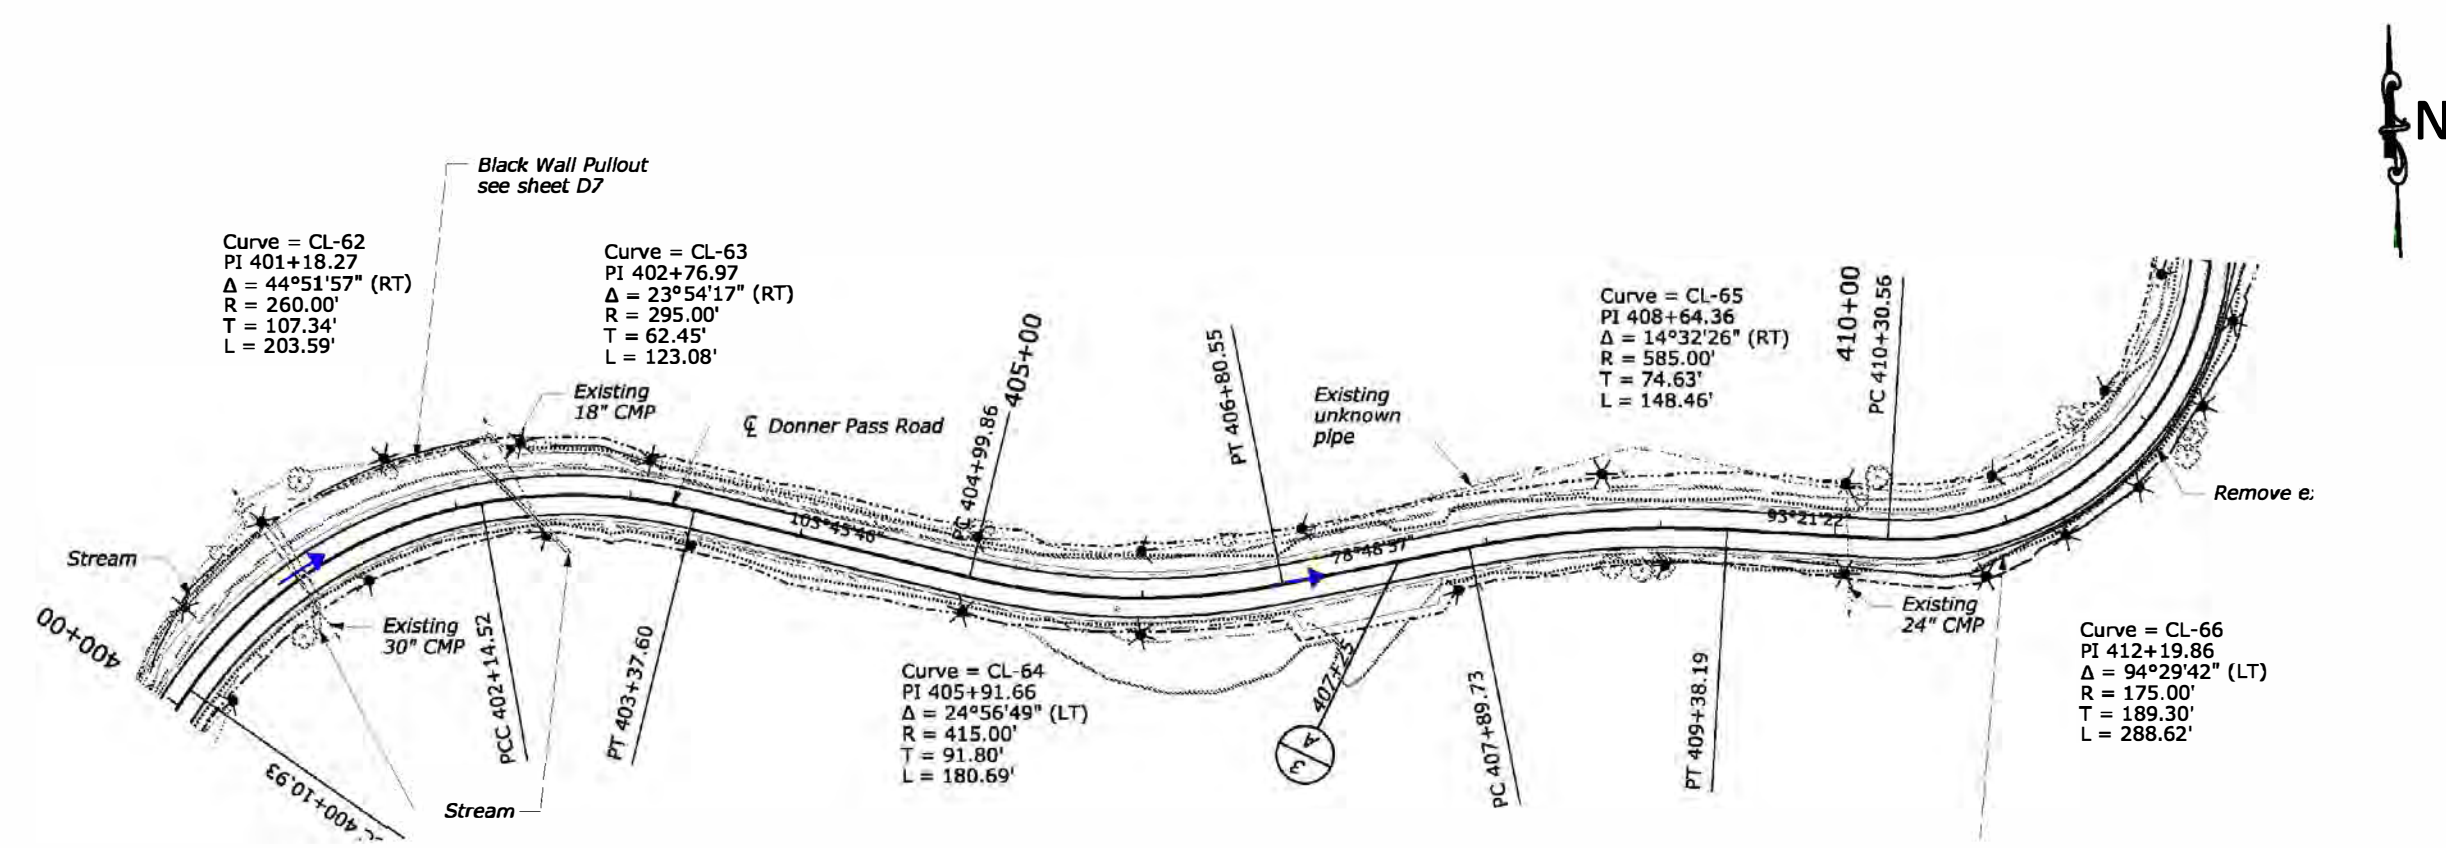 N
Black Wall Pullout
see sheet D7
Curve = CL-62
PI 401+18.27
Δ = 44°51'57" (RT)
R = 260.00'
T = 107.34'
L = 203.59'
Curve = CL-63
PI 402+76.97
Δ = 23°54'17" (RT)
R = 295.00'
T = 62.45'
L = 123.08'
Existing
18" CMP
℄ Donner Pass Road
PC 404+99.86
405+00
PT 406+80.55
Existing
unknown
pipe
Curve = CL-65
PI 408+64.36
Δ = 14°32'26" (RT)
R = 585.00'
T = 74.63'
L = 148.46'
410+00
PC 410+30.56
Remove
103°45'46"
78°48'57"
93°21'22"
Stream
400+00
Existing
30" CMP
400+10.93
Stream
PCC 402+14.52
PT 403+37.60
Curve = CL-64
PI 405+91.66
Δ = 24°56'49" (LT)
R = 415.00'
T = 91.80'
L = 180.69'
407+25
A
3
PC 407+89.73
PT 409+38.19
Existing
24" CMP
Curve = CL-66
PI 412+19.86
Δ = 94°29'42" (LT)
R = 175.00'
T = 189.30'
L = 288.62'